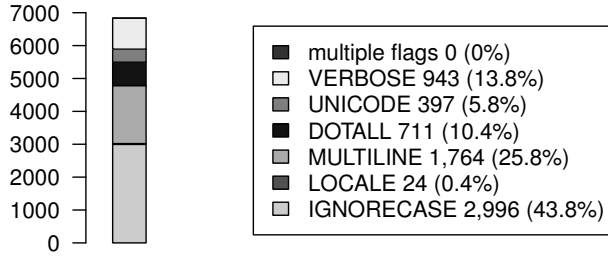 7000
6000
5000
4000
3000
2000
1000
0
multiple flags 0 (0%)
VERBOSE 943 (13.8%)
UNICODE 397 (5.8%)
DOTALL 711 (10.4%)
MULTILINE 1,764 (25.8%)
LOCALE 24 (0.4%)
IGNORECASE 2,996 (43.8%)